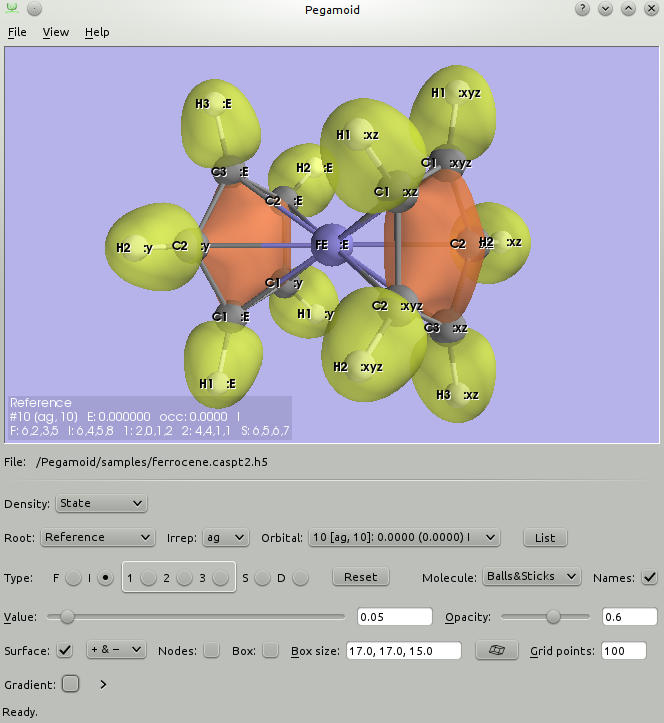 Pegamoid
File View Help
H3 :E
H1 :xyz
H1 :xz
C3 :E
H2 :E
C1 :xyz
C2 :E
C1 :xz
H2 :y
C2 :y
FE :E
C2
H2 :xz
C1 :y
C1 :E
H1 :y
C2 :xyz
C3 :xz
H1 :E
H2 :xyz
H3 :xz
Reference
#10 (ag, 10) E: 0.000000 occ: 0.0000 I
F: 6,2,3,5 I: 6,4,5,8 1: 2,0,1,2 2: 4,4,1,1 S: 6,5,6,7
File: /Pegamoid/samples/ferrocene.caspt2.h5
Density: State
Root: Reference Irrep: ag Orbital: 10 [ag, 10]: 0.0000 (0.0000) I List
Type: F I 1 2 3 S D Reset Molecule: Balls&Sticks Names:
Value: 0.05 Opacity: 0.6
Surface: + & − Nodes: Box: Box size: 17.0, 17.0, 15.0 Grid points: 100
Gradient: >
Ready.